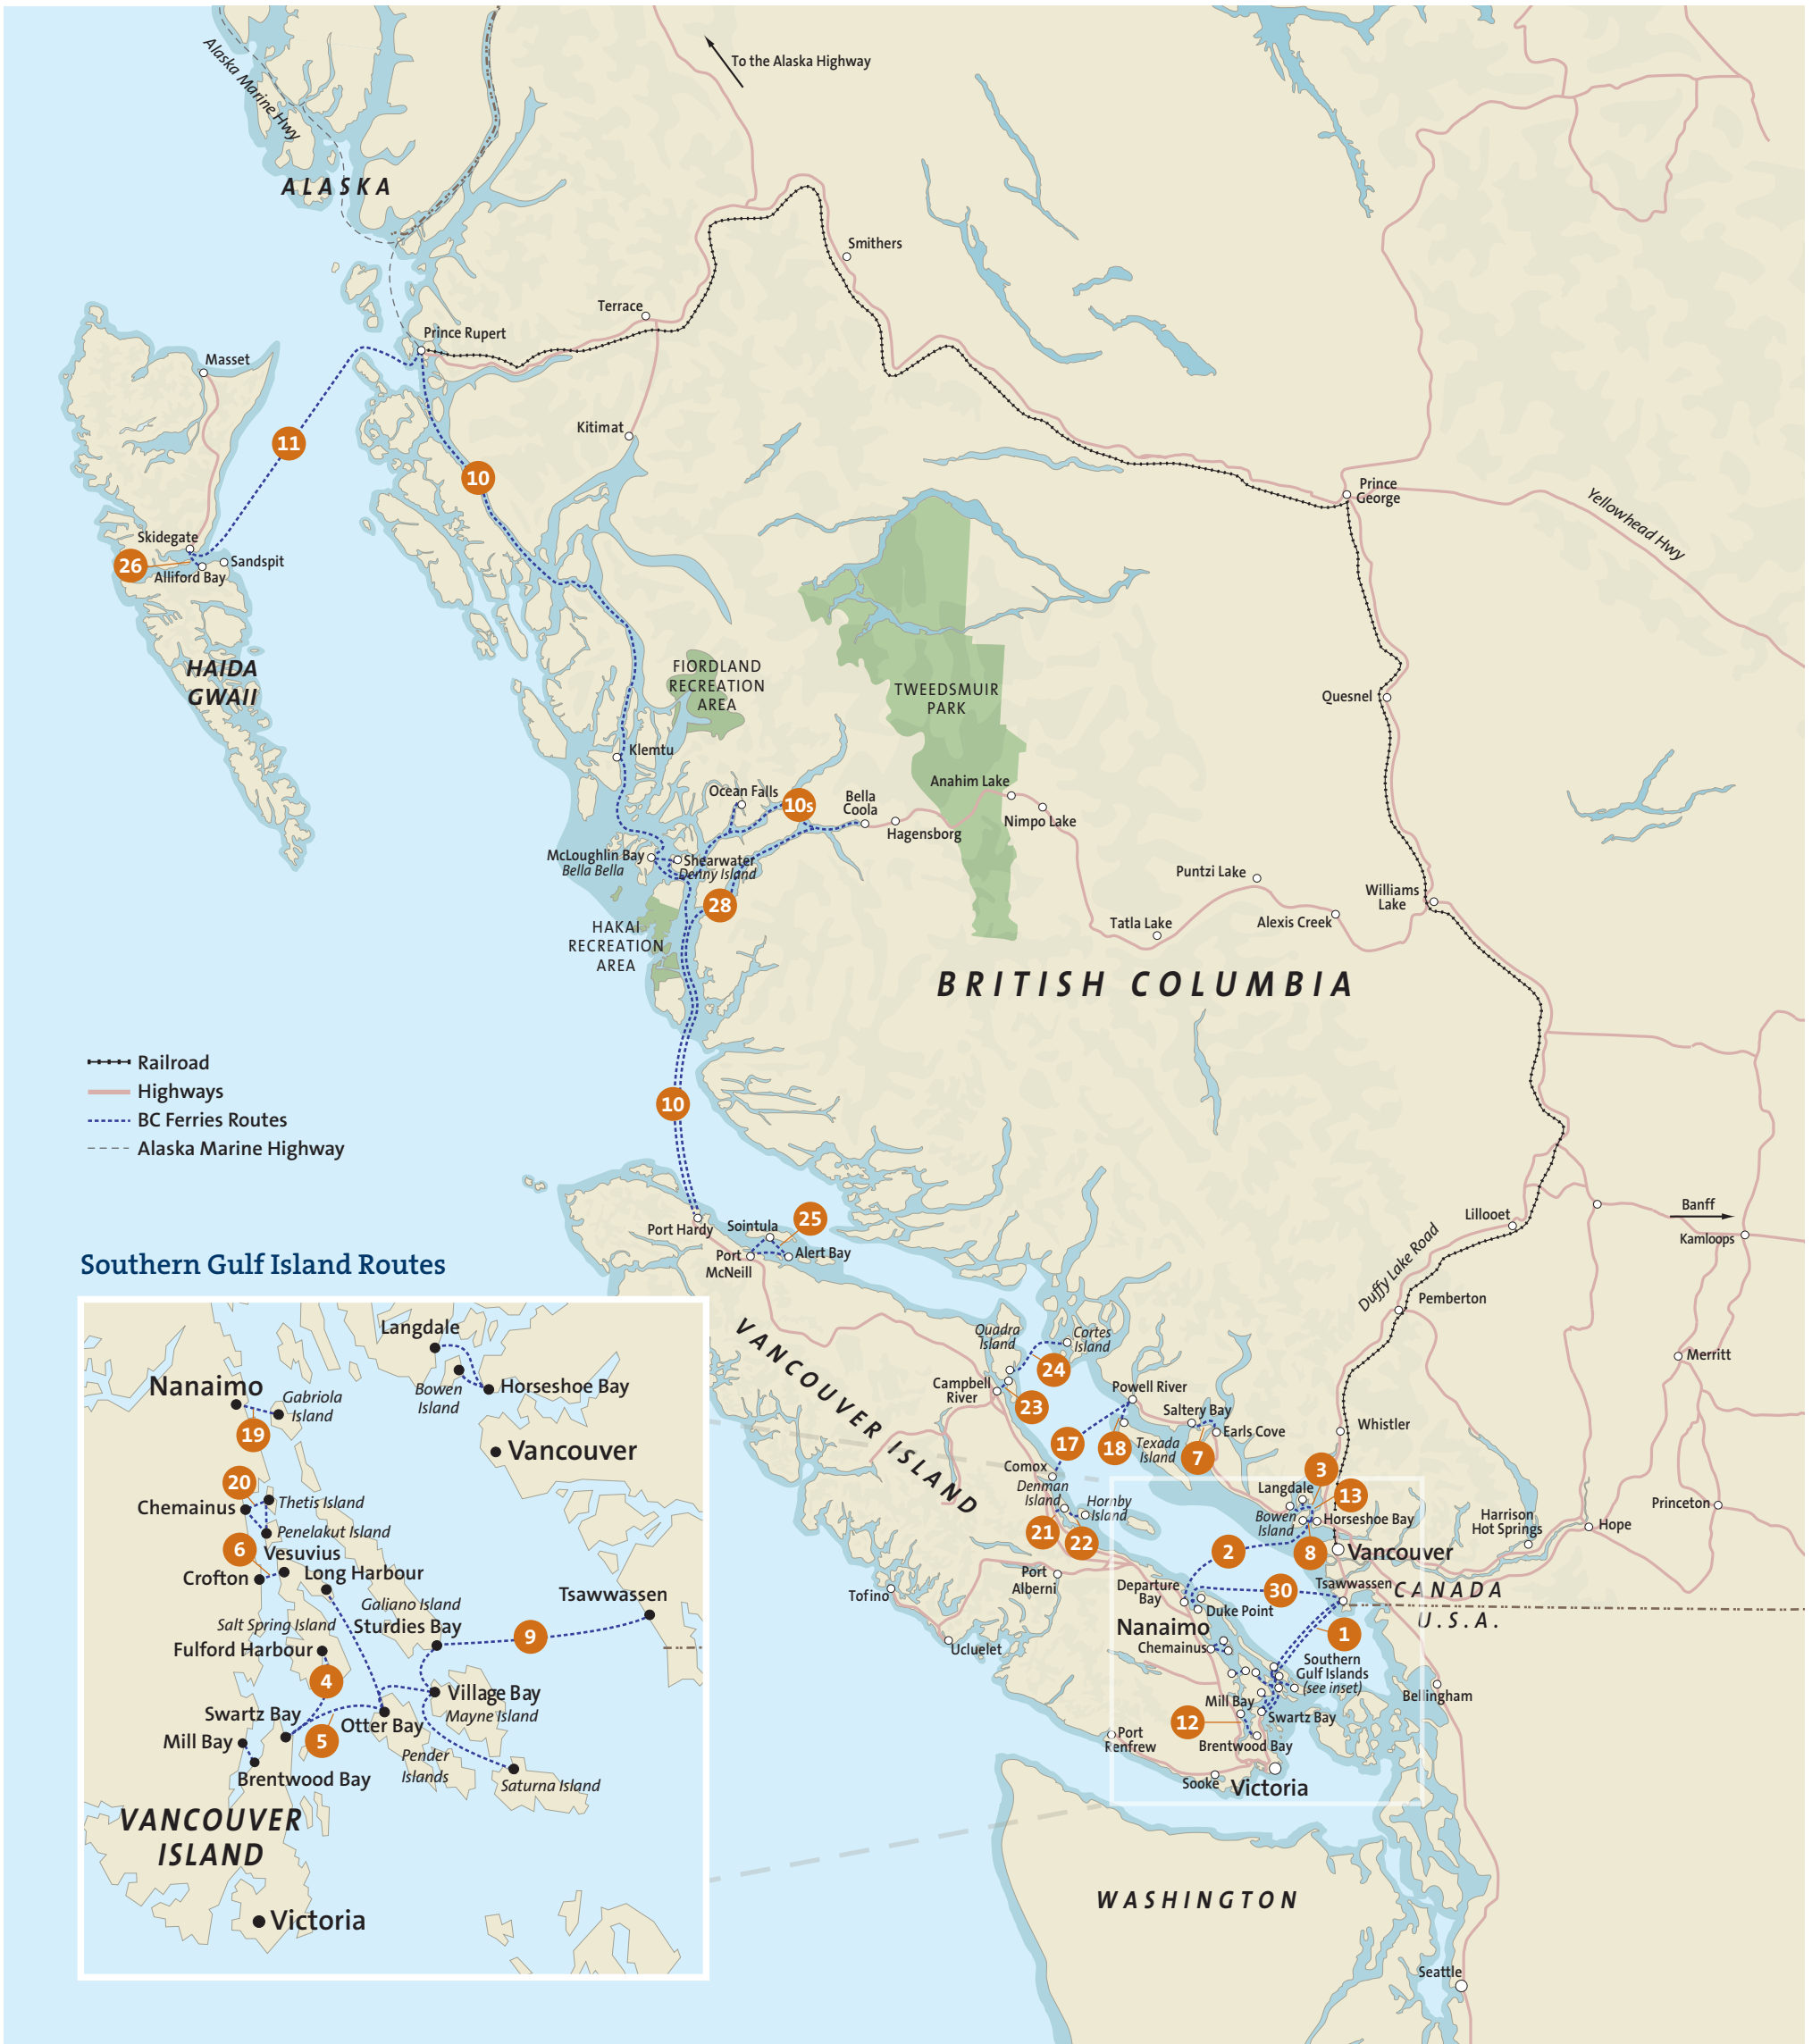 To the Alaska Highway
Alaska Marine Hwy
ALASKA
Smithers
Terrace
Prince Rupert
Masset
Kitimat
11
10
Prince
George
Yellowhead Hwy
Skidegate
26
Sandspit
Alliford Bay
HAIDA
GWAII
FIORDLAND
RECREATION
AREA
TWEEDSMUIR
PARK
Quesnel
Klemtu
Ocean Falls
10s
Bella
Coola
Anahim Lake
Hagensborg
Nimpo Lake
McLoughlin Bay
Bella Bella
Shearwater
Denny Island
Puntzi Lake
Williams
Lake
28
Tatla Lake
Alexis Creek
HAKAI
RECREATION
AREA
BRITISH COLUMBIA
Railroad
Highways
BC Ferries Routes
Alaska Marine Highway
10
Port Hardy
Sointula
25
Port
McNeill
Alert Bay
Lillooet
Banff
Kamloops
Duffy Lake Road
Pemberton
Merritt
Quadra
Island
Cortes
Island
24
VANCOUVER ISLAND
Campbell
River
23
Powell River
Saltery Bay
Earls Cove
Whistler
17
18
Texada
Island
7
Comox
3
Langdale
13
Denman
Island
Hornby
Island
Bowen
Island
Horseshoe Bay
Harrison
Hot Springs
Hope
Princeton
21
22
2
8
Vancouver
Port
Alberni
Tofino
Departure
Bay
30
Tsawwassen
CANADA
U.S.A.
Duke Point
Nanaimo
Chemainus
1
Ucluelet
Southern
Gulf Islands
(see inset)
Bellingham
Mill Bay
Swartz Bay
12
Brentwood Bay
Port
Renfrew
Sooke
Victoria
WASHINGTON
Seattle
Southern Gulf Island Routes
Langdale
Nanaimo
Gabriola
Island
Bowen
Island
Horseshoe Bay
19
Vancouver
20
Chemainus
Thetis Island
Penelakut Island
6
Vesuvius
Crofton
Long Harbour
Tsawwassen
Galiano Island
Salt Spring Island
Sturdies Bay
9
Fulford Harbour
4
Village Bay
Mayne Island
Swartz Bay
Otter Bay
5
Mill Bay
Pender
Islands
Brentwood Bay
Saturna Island
VANCOUVER
ISLAND
Victoria